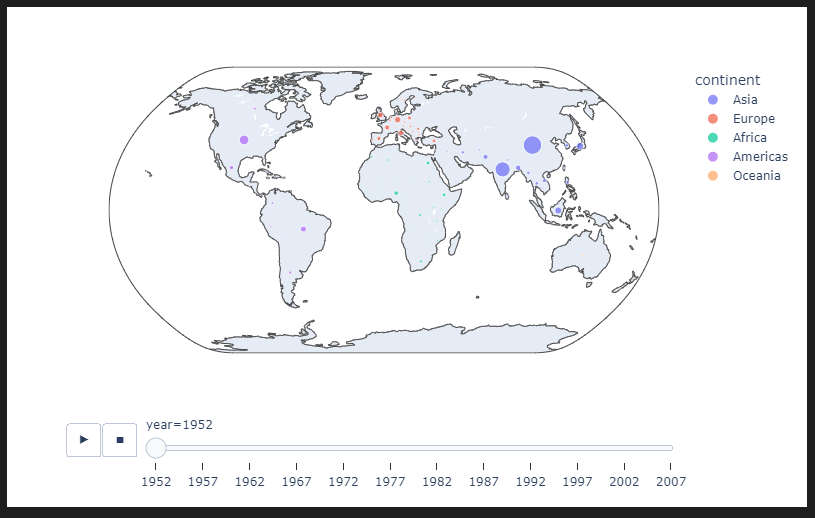 continent
Asia
Europe
Africa
Americas
Oceania
year=1952
1952 1957 1962 1967 1972 1977 1982 1987 1992 1997 2002 2007